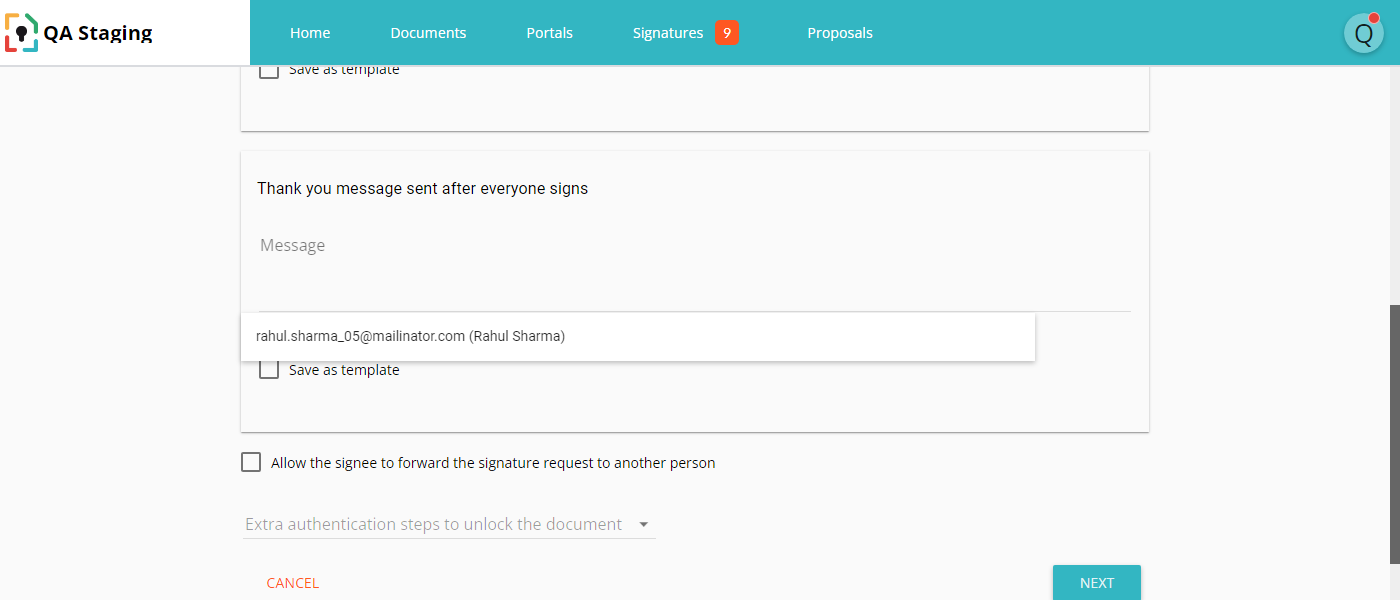 QA Staging
Home Documents Portals Signatures 9 Proposals Q
Save as template
Thank you message sent after everyone signs
Message
rahul.sharma_05@mailinator.com (Rahul Sharma)
Save as template
Allow the signee to forward the signature request to another person
Extra authentication steps to unlock the document
CANCEL NEXT